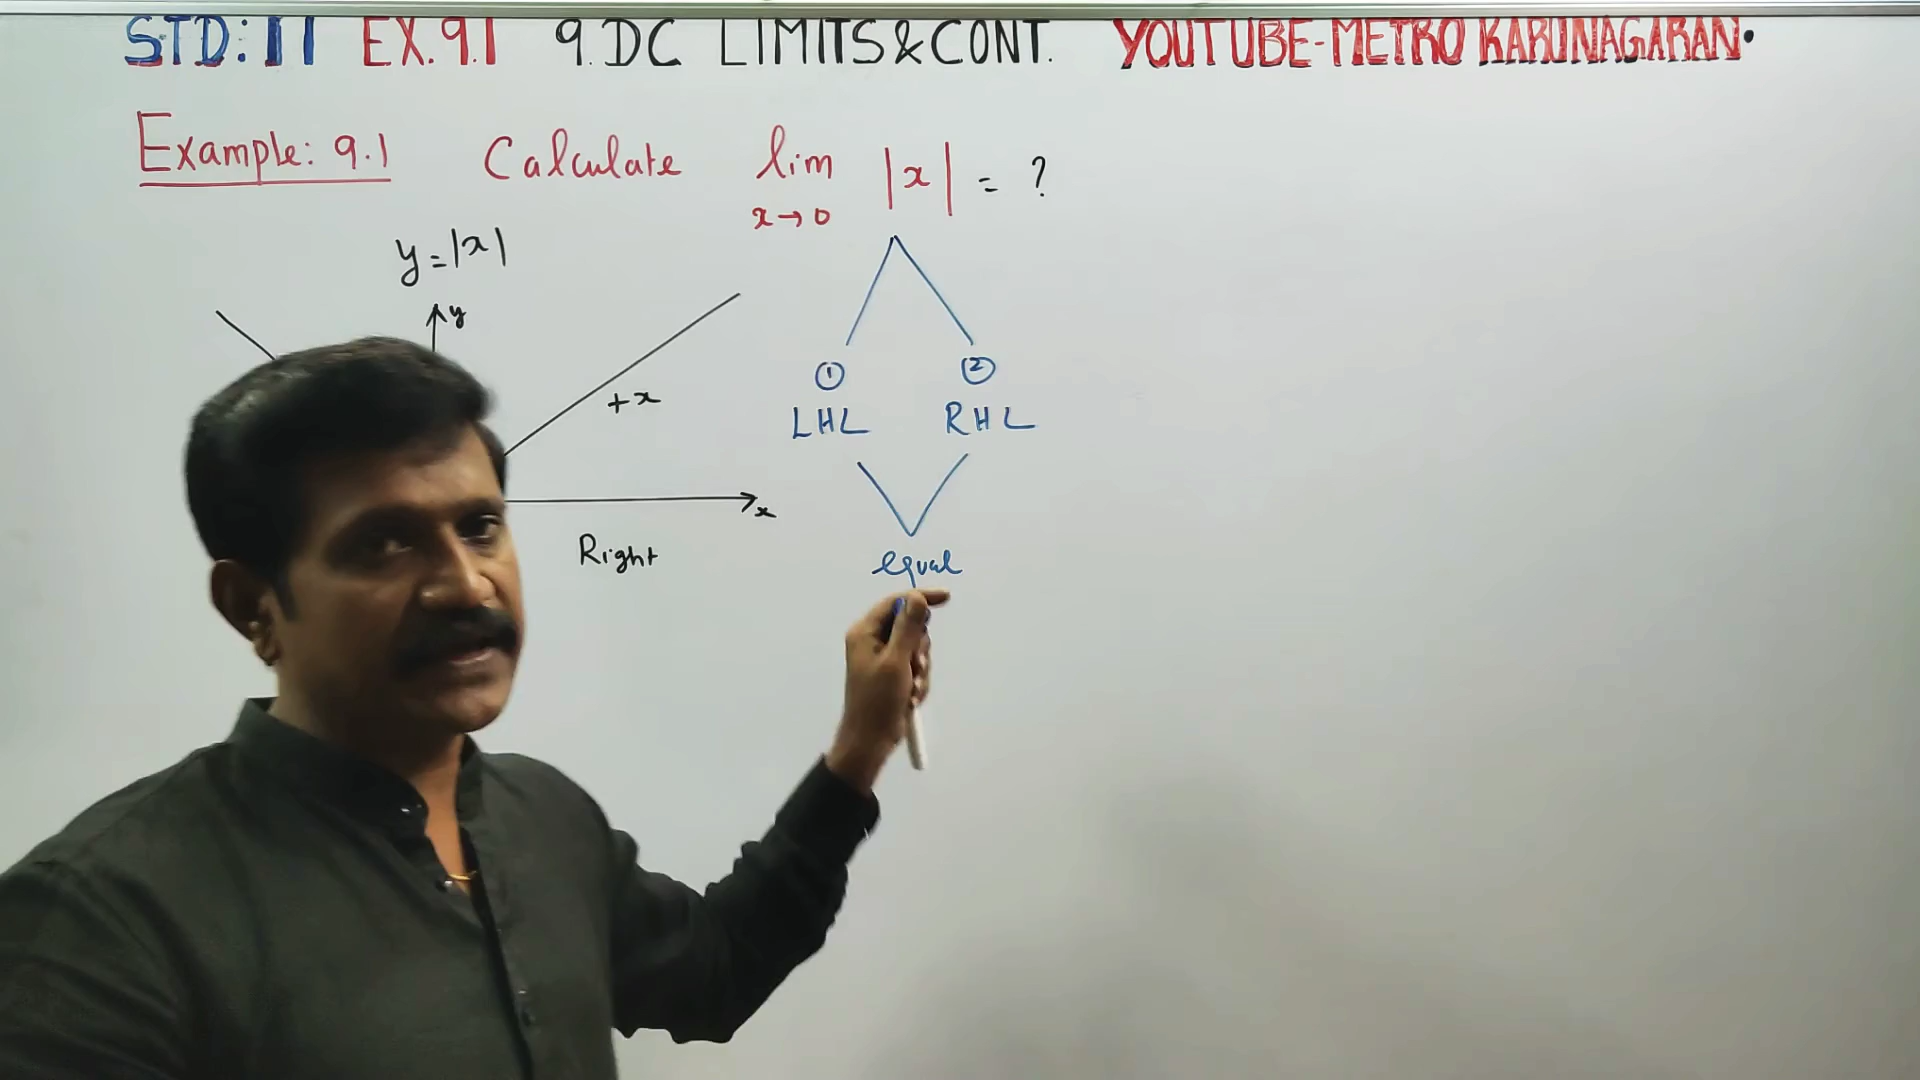 STD: 11 EX. 9.1 9. DC LIMITS & CONT. YOUTUBE-METRO KARUNAGARAN.
Example: 9.1 Calculate lim |x| = ?
x→0
y=|x|
y
+x
x
Right
① ②
LHL RHL
equal